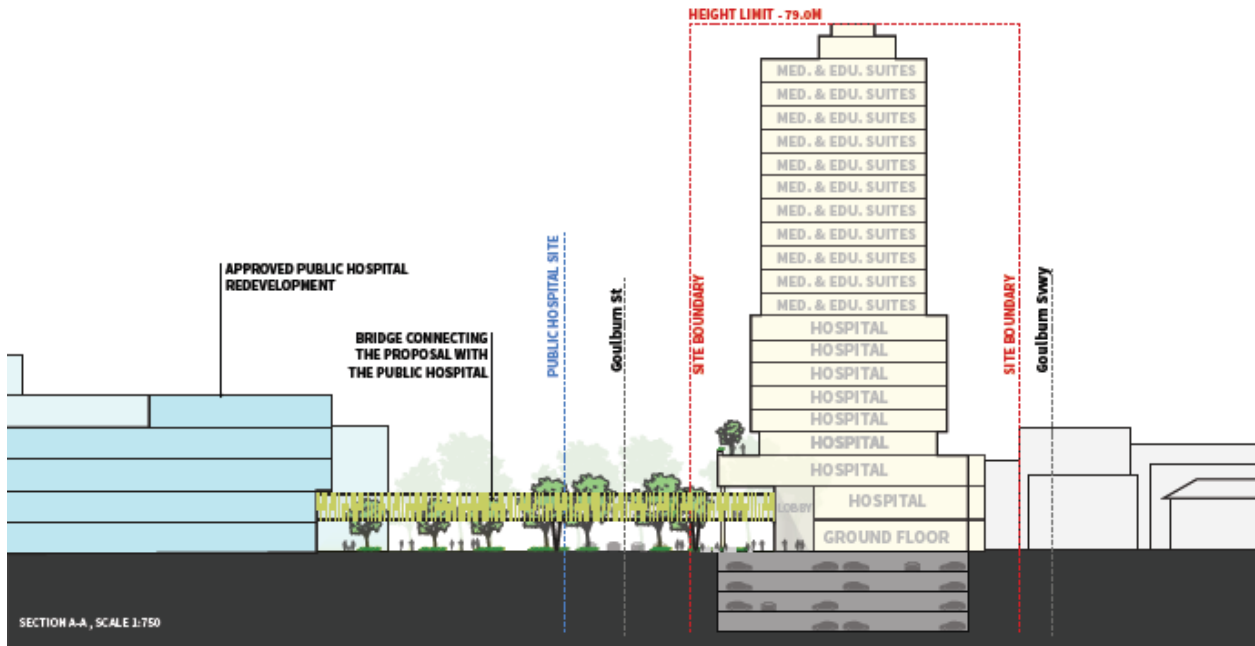 HEIGHT LIMIT - 79.0M
MED. & EDU. SUITES
MED. & EDU. SUITES
MED. & EDU. SUITES
MED. & EDU. SUITES
MED. & EDU. SUITES
MED. & EDU. SUITES
MED. & EDU. SUITES
MED. & EDU. SUITES
MED. & EDU. SUITES
MED. & EDU. SUITES
MED. & EDU. SUITES
APPROVED PUBLIC HOSPITAL
REDEVELOPMENT
BRIDGE CONNECTING
THE PROPOSAL WITH
THE PUBLIC HOSPITAL
PUBLIC HOSPITAL SITE
Goulburn St
SITE BOUNDARY
SITE BOUNDARY
Goulburn Svwy
HOSPITAL
HOSPITAL
HOSPITAL
HOSPITAL
HOSPITAL
HOSPITAL
HOSPITAL
LOBBY
HOSPITAL
GROUND FLOOR
SECTION A-A , SCALE 1:750